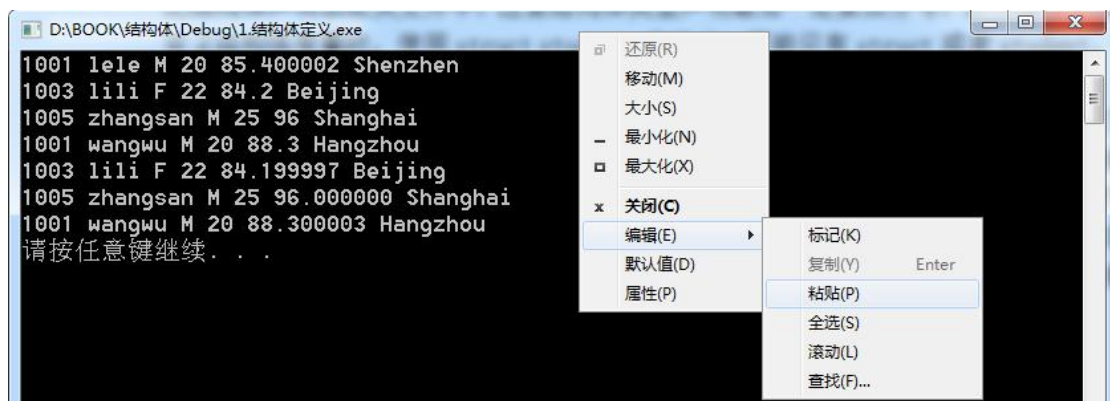 D:\BOOK\结构体\Debug\1.结构体定义.exe
1001 lele M 20 85.400002 Shenzhen
1003 lili F 22 84.2 Beijing
1005 zhangsan M 25 96 Shanghai
1001 wangwu M 20 88.3 Hangzhou
1003 lili F 22 84.199997 Beijing
1005 zhangsan M 25 96.000000 Shanghai
1001 wangwu M 20 88.300003 Hangzhou
请按任意键继续. . .
还原(R)
移动(M)
大小(S)
最小化(N)
最大化(X)
关闭(C)
编辑(E)
默认值(D)
属性(P)
标记(K)
复制(Y) Enter
粘贴(P)
全选(S)
滚动(L)
查找(F)...